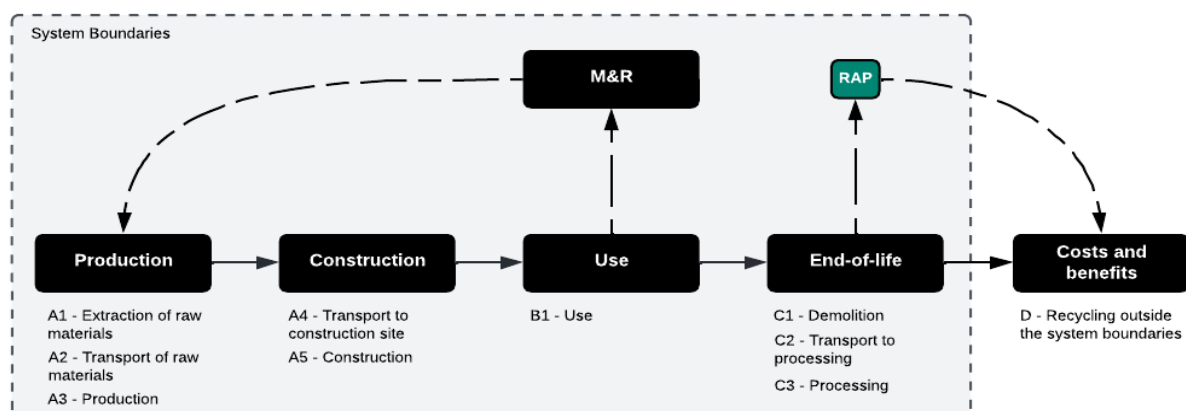 System Boundaries
M&R
RAP
Production
Construction
Use
End-of-life
Costs and
benefits
A1 - Extraction of raw
materials
A2 - Transport of raw
materials
A3 - Production
A4 - Transport to
construction site
A5 - Construction
B1 - Use
C1 - Demolition
C2 - Transport to
processing
C3 - Processing
D - Recycling outside
the system boundaries